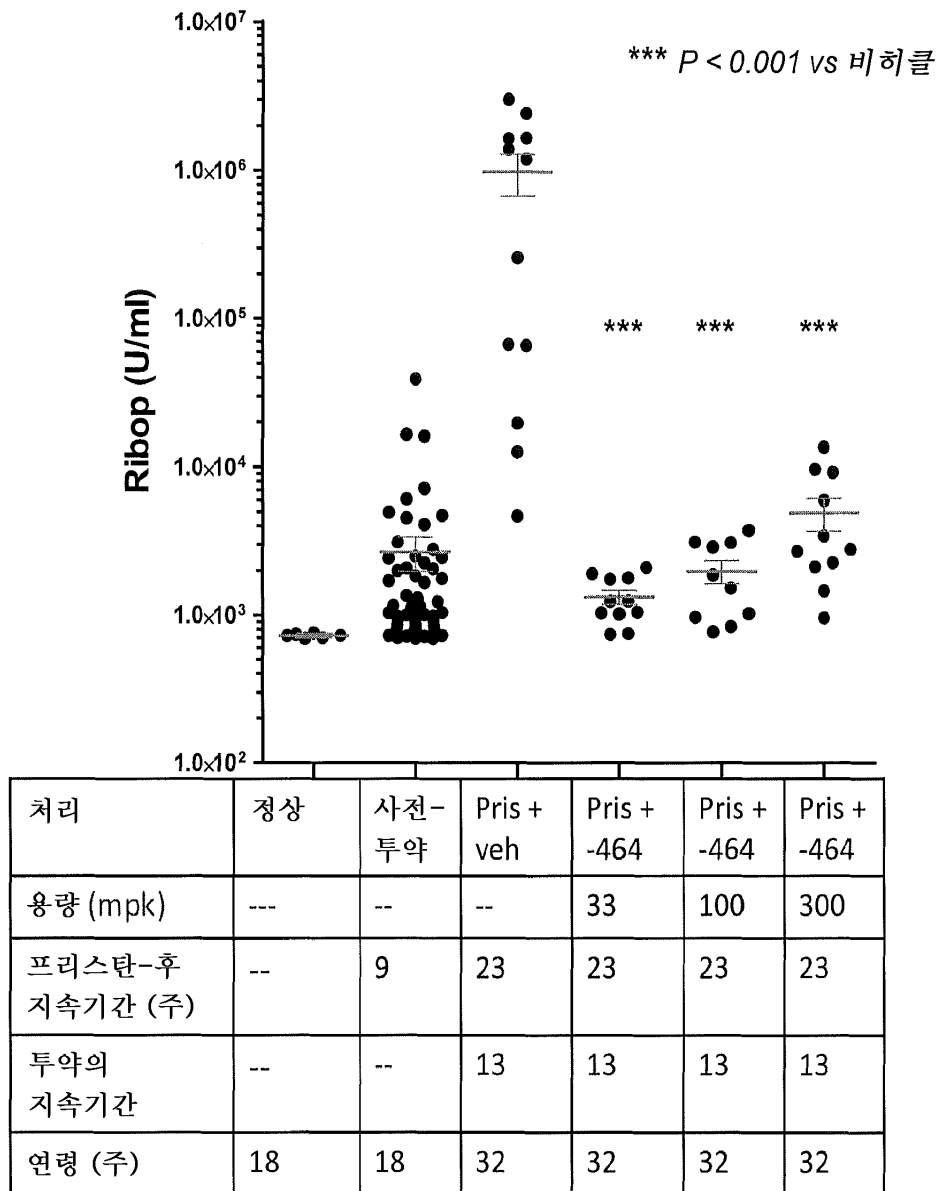 1.0×10⁷
*** P < 0.001 vs 비히클
1.0×10⁶
1.0×10⁵
*** *** ***
Ribop (U/ml)
1.0×10⁴
1.0×10³
1.0×10²
처리 정상 사전- Pris + Pris + Pris + Pris +
투약 veh -464 -464 -464
용량 (mpk) --- -- -- 33 100 300
프리스탄-후 -- 9 23 23 23 23
지속기간 (주)
투약의 -- -- 13 13 13 13
지속기간
연령 (주) 18 18 32 32 32 32